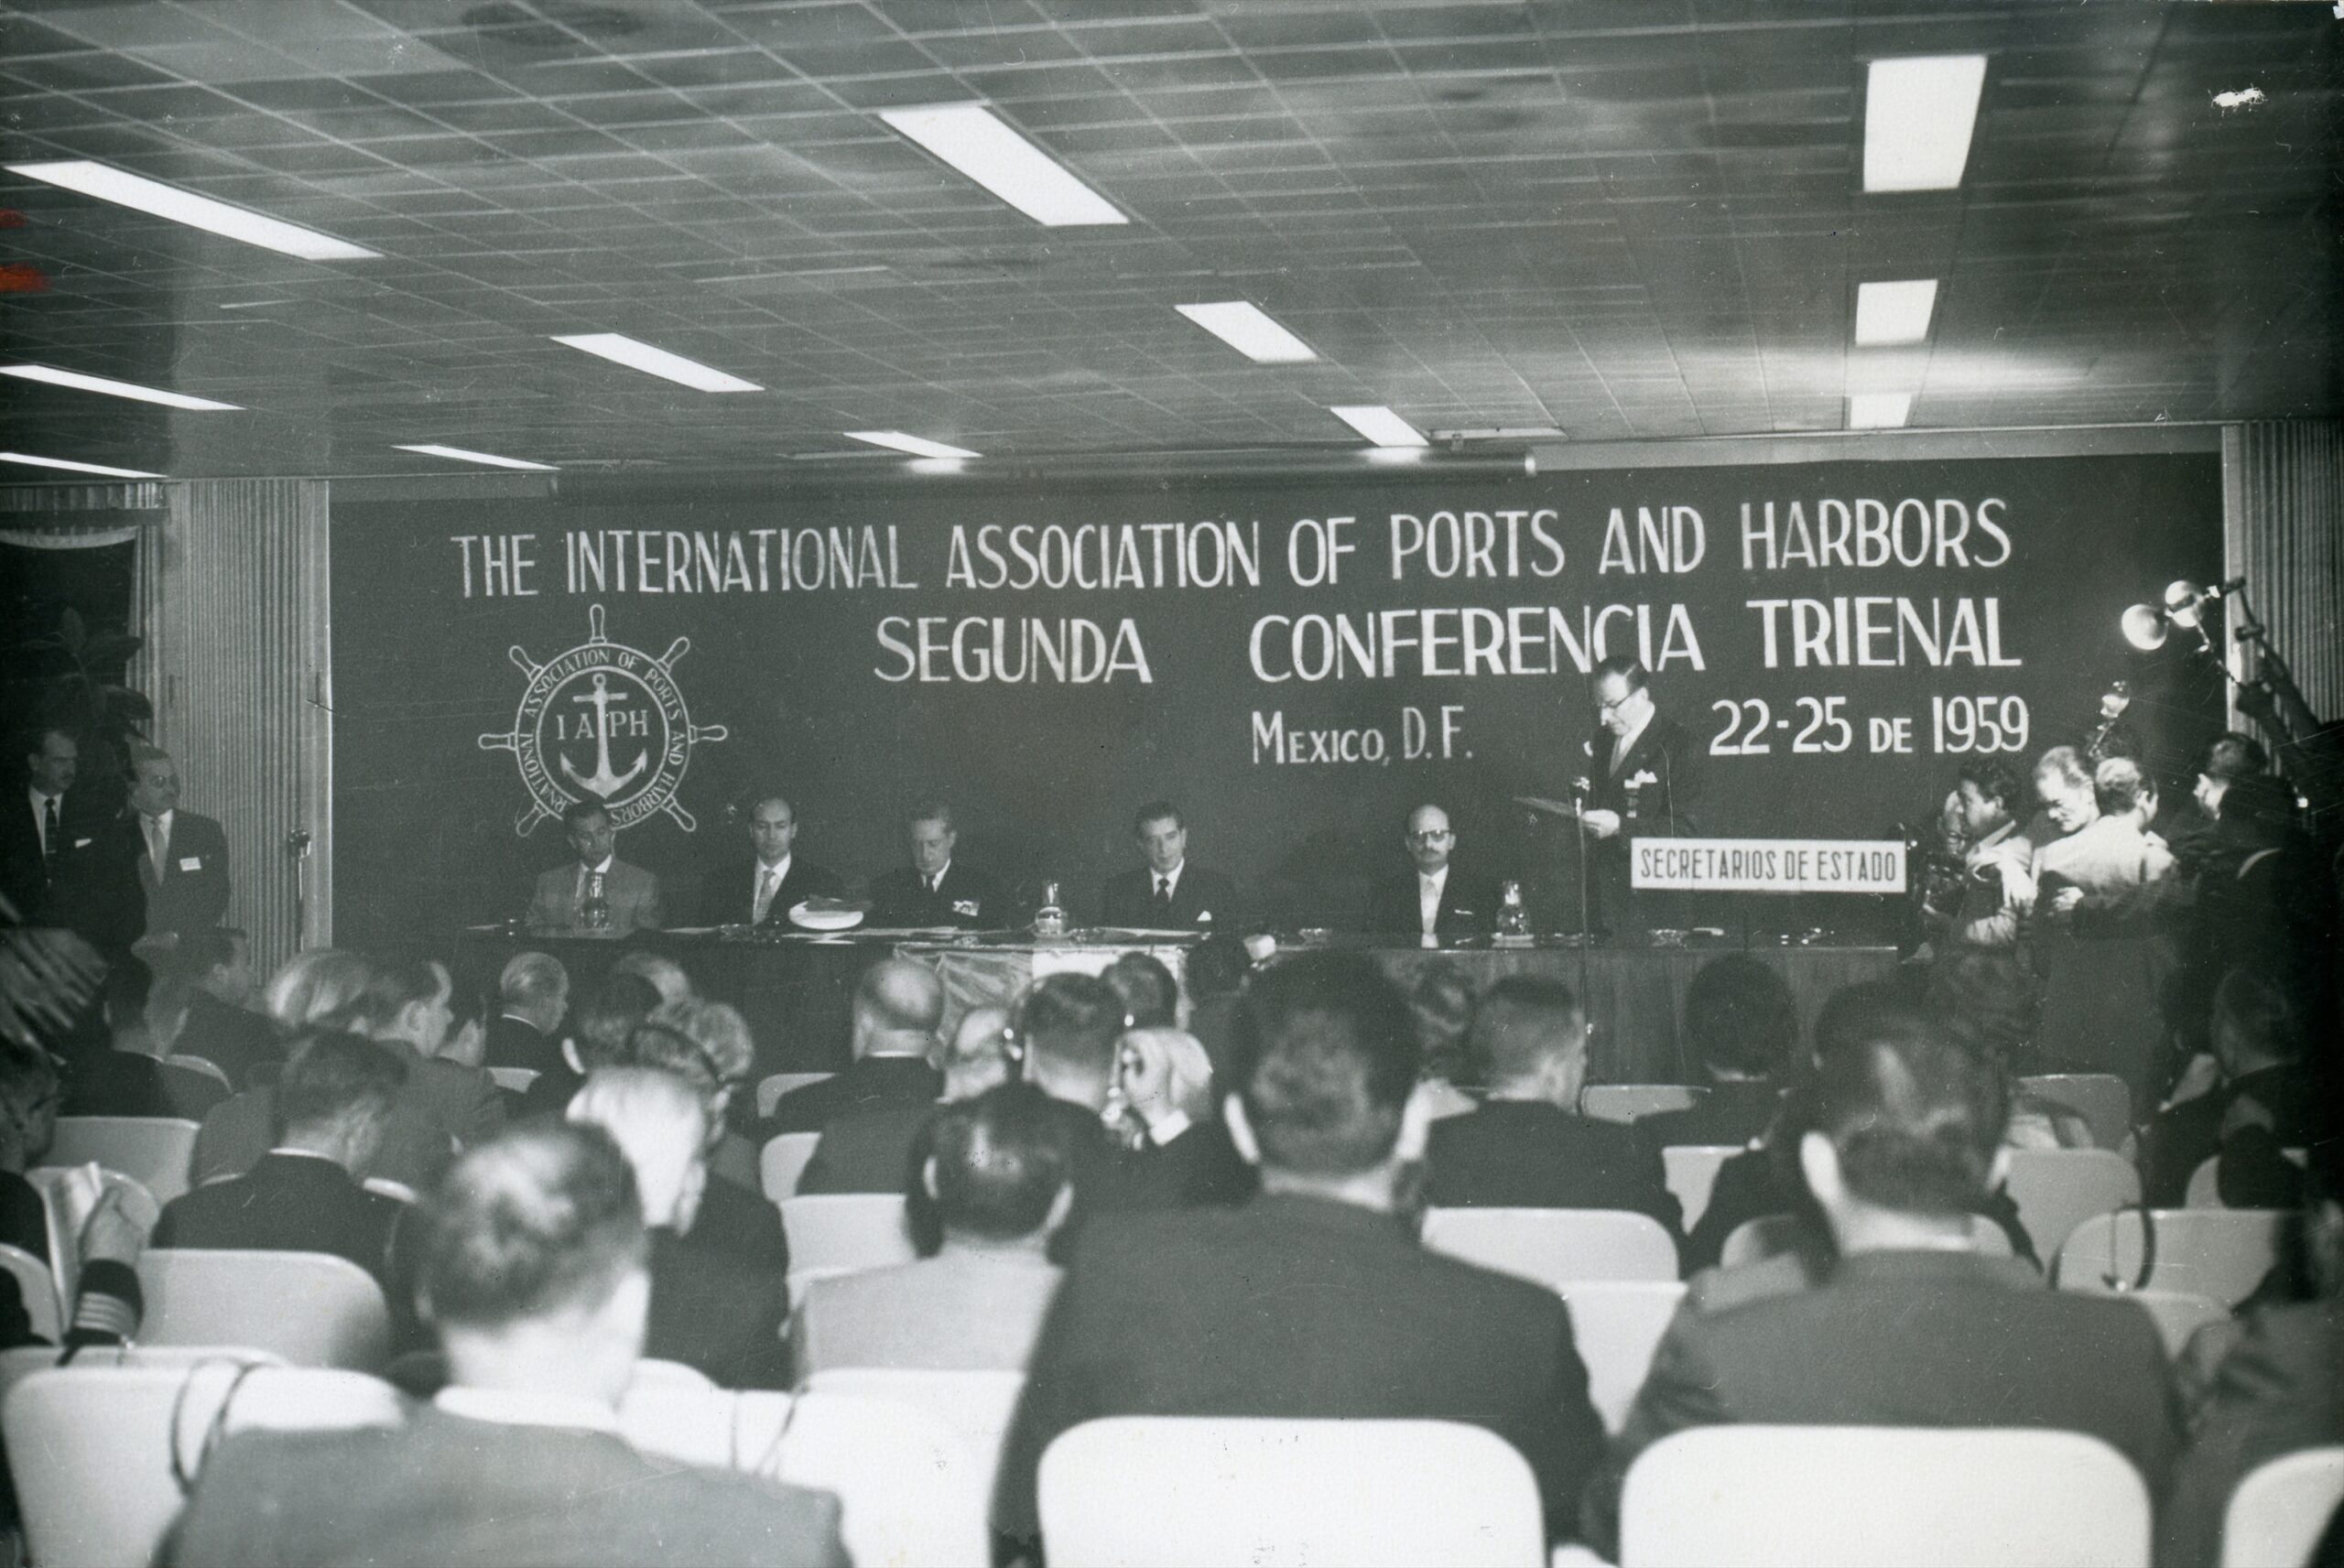 THE INTERNATIONAL ASSOCIATION OF PORTS AND HARBORS
SEGUNDA CONFERENCIA TRIENAL
MEXICO, D.F. 22-25 DE 1959
INTERNATIONAL ASSOCIATION OF PORTS AND HARBORS
IAPH
SECRETARIOS DE ESTADO